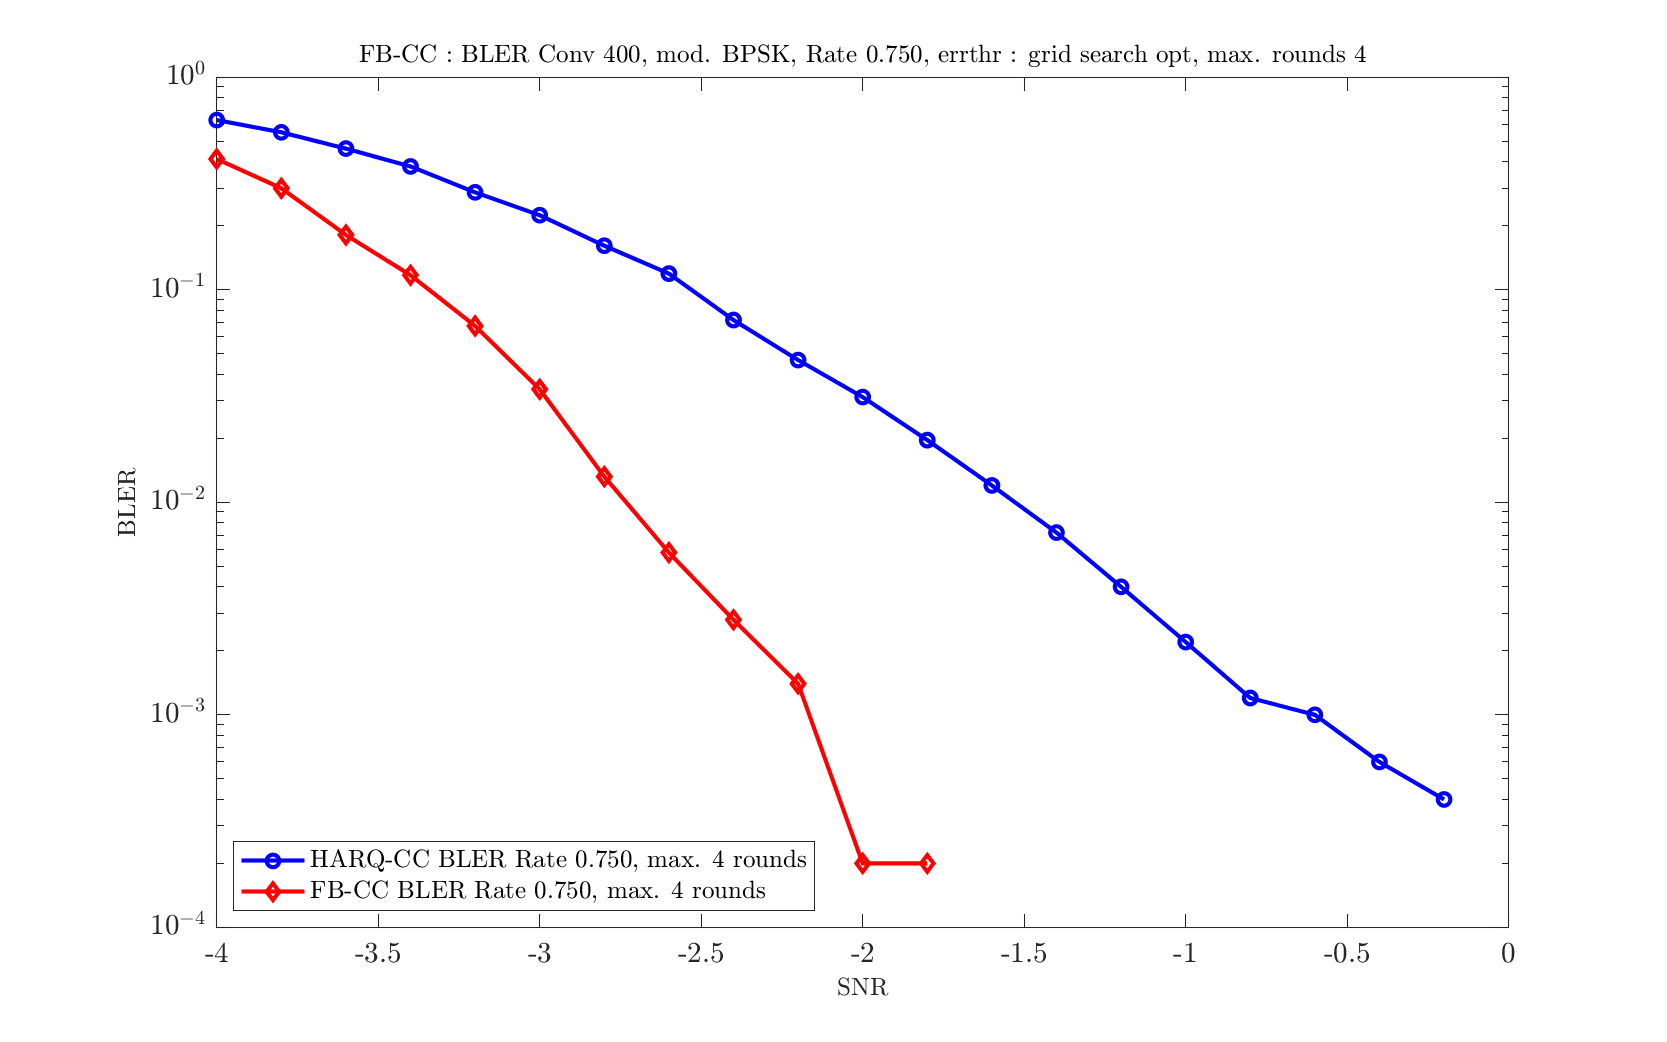 FB-CC : BLER Conv 400, mod. BPSK, Rate 0.750, errthr : grid search opt, max. rounds 4
10^0
10^-1
10^-2
10^-3
10^-4
BLER
HARQ-CC BLER Rate 0.750, max. 4 rounds
FB-CC BLER Rate 0.750, max. 4 rounds
-4 -3.5 -3 -2.5 -2 -1.5 -1 -0.5 0
SNR